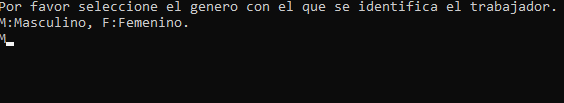 Por favor seleccione el genero con el que se identifica el trabajador.
M:Masculino, F:Femenino.
M